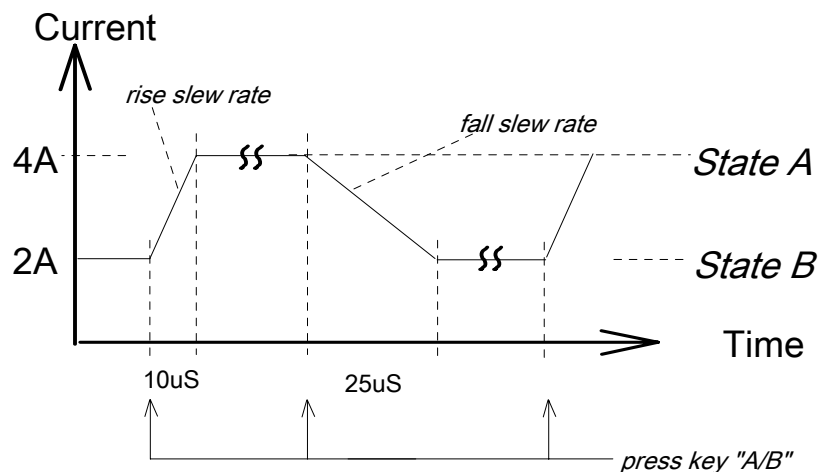 Current
rise slew rate
fall slew rate
4A
State A
2A
State B
Time
10uS
25uS
press key "A/B"